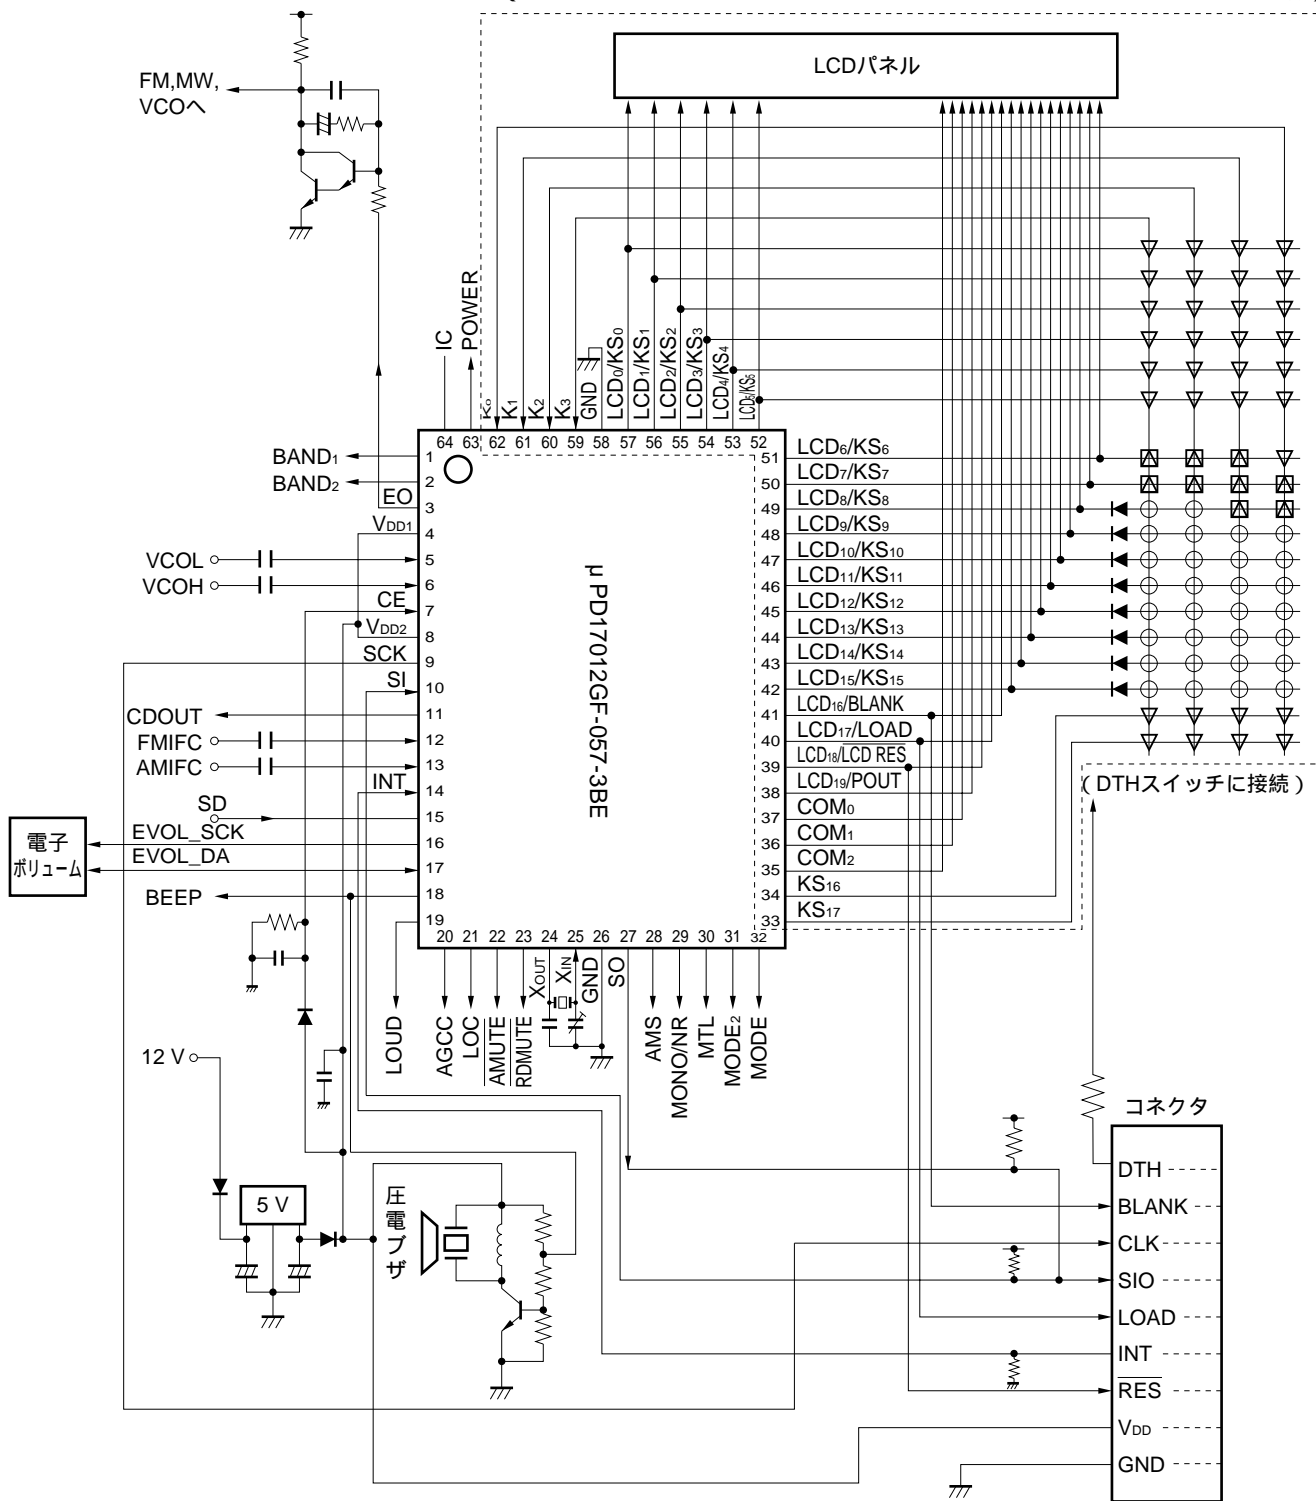 LCDパネル
FM,MW,
VCOへ
IC
POWER
K₀
K₁
K₂
K₃
GND
LCD₀/KS₀
LCD₁/KS₁
LCD₂/KS₂
LCD₃/KS₃
LCD₄/KS₄
LCD₅/KS₅
64 63 62 61 60 59 58 57 56 55 54 53 52
BAND₁ 1
BAND₂ 2
EO 3
VDD1 4
VCOL 5
VCOH 6
CE 7
VDD2 8
SCK 9
SI 10
CDOUT 11
FMIFC 12
AMIFC 13
INT 14
SD 15
EVOL_SCK 16
EVOL_DA 17
BEEP 18
19
電子
ボリューム
μPD17012GF-057-3BE
51 LCD₆/KS₆
50 LCD₇/KS₇
49 LCD₈/KS₈
48 LCD₉/KS₉
47 LCD₁₀/KS₁₀
46 LCD₁₁/KS₁₁
45 LCD₁₂/KS₁₂
44 LCD₁₃/KS₁₃
43 LCD₁₄/KS₁₄
42 LCD₁₅/KS₁₅
41 LCD₁₆/BLANK
40 LCD₁₇/LOAD
39 LCD₁₈/LCD RES
38 LCD₁₉/POUT
37 COM₀
36 COM₁
35 COM₂
34 KS₁₆
33 KS₁₇
(DTHスイッチに接続)
20 21 22 23 24 25 26 27 28 29 30 31 32
LOUD
AGCC
LOC
AMUTE
RDMUTE
XOUT
XIN
GND
SO
AMS
MONO/NR
MTL
MODE₂
MODE
12 V
5 V
圧電ブザ
コネクタ
DTH
BLANK
CLK
SIO
LOAD
INT
RES
VDD
GND